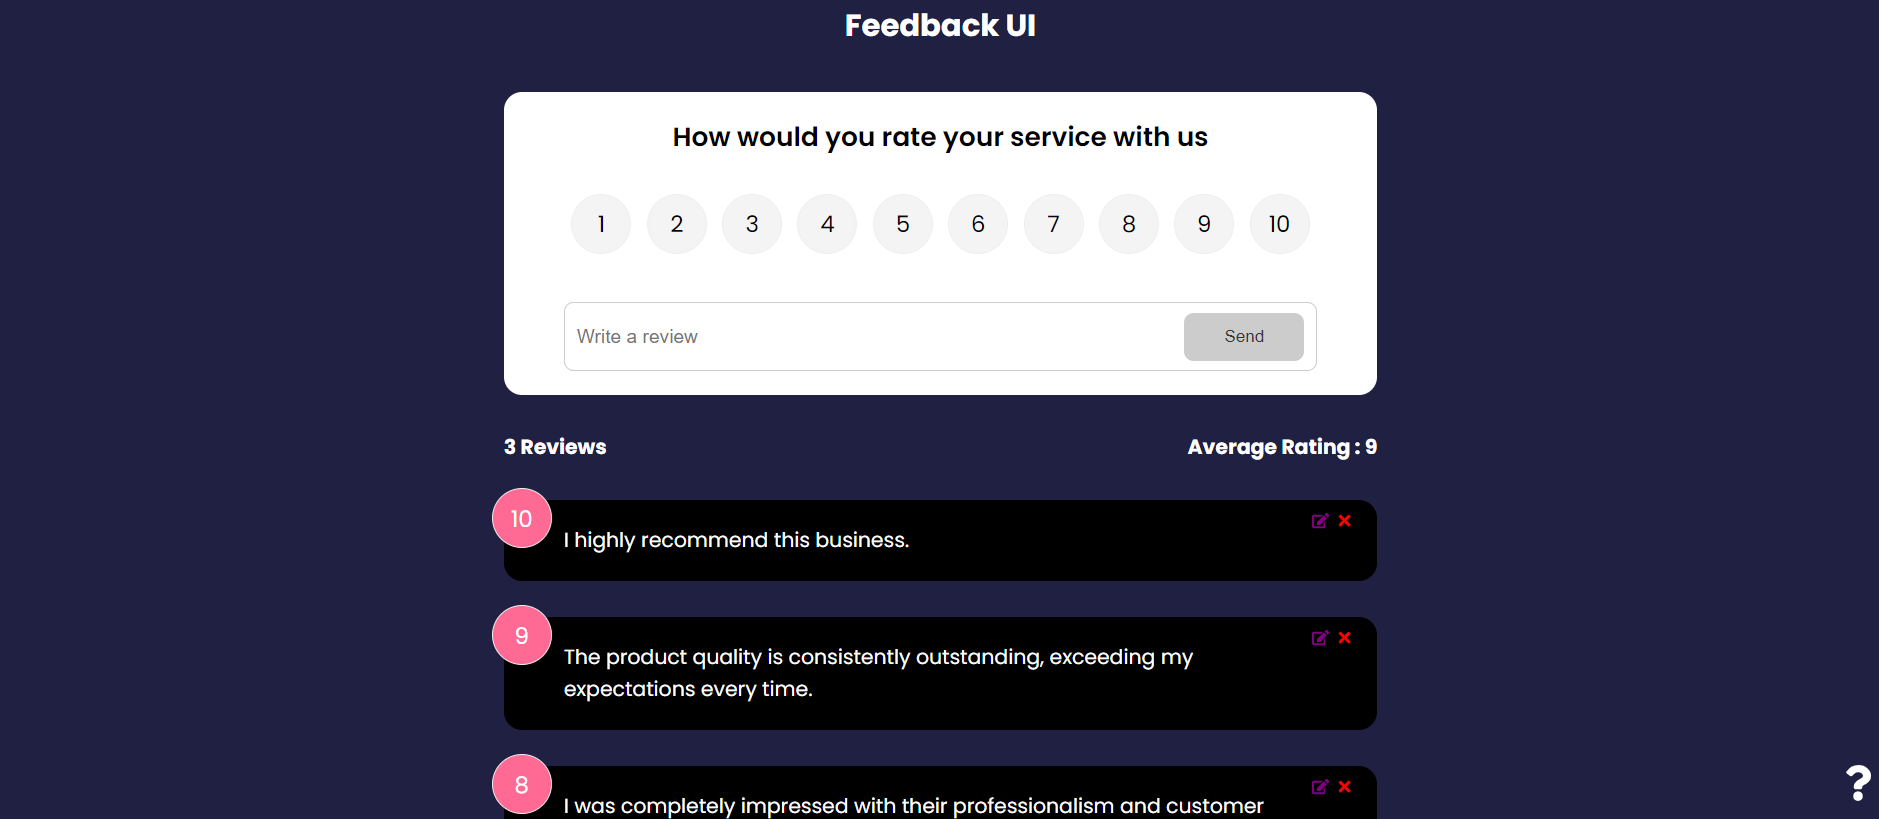 Feedback UI
How would you rate your service with us
1 2 3 4 5 6 7 8 9 10
Write a review
Send
3 Reviews
Average Rating : 9
10
I highly recommend this business.
9
The product quality is consistently outstanding, exceeding my
expectations every time.
8
I was completely impressed with their professionalism and customer
?